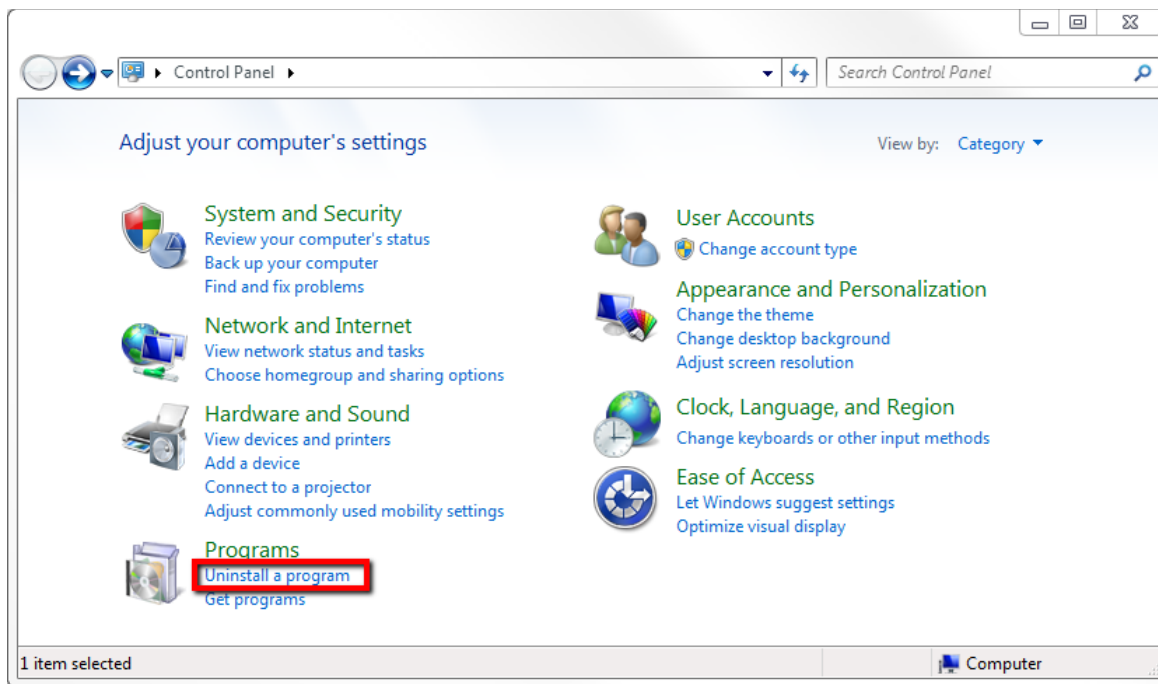 Control Panel
Search Control Panel
Adjust your computer's settings
View by: Category
System and Security
Review your computer's status
Back up your computer
Find and fix problems
Network and Internet
View network status and tasks
Choose homegroup and sharing options
Hardware and Sound
View devices and printers
Add a device
Connect to a projector
Adjust commonly used mobility settings
Programs
Uninstall a program
Get programs
User Accounts
Change account type
Appearance and Personalization
Change the theme
Change desktop background
Adjust screen resolution
Clock, Language, and Region
Change keyboards or other input methods
Ease of Access
Let Windows suggest settings
Optimize visual display
1 item selected
Computer